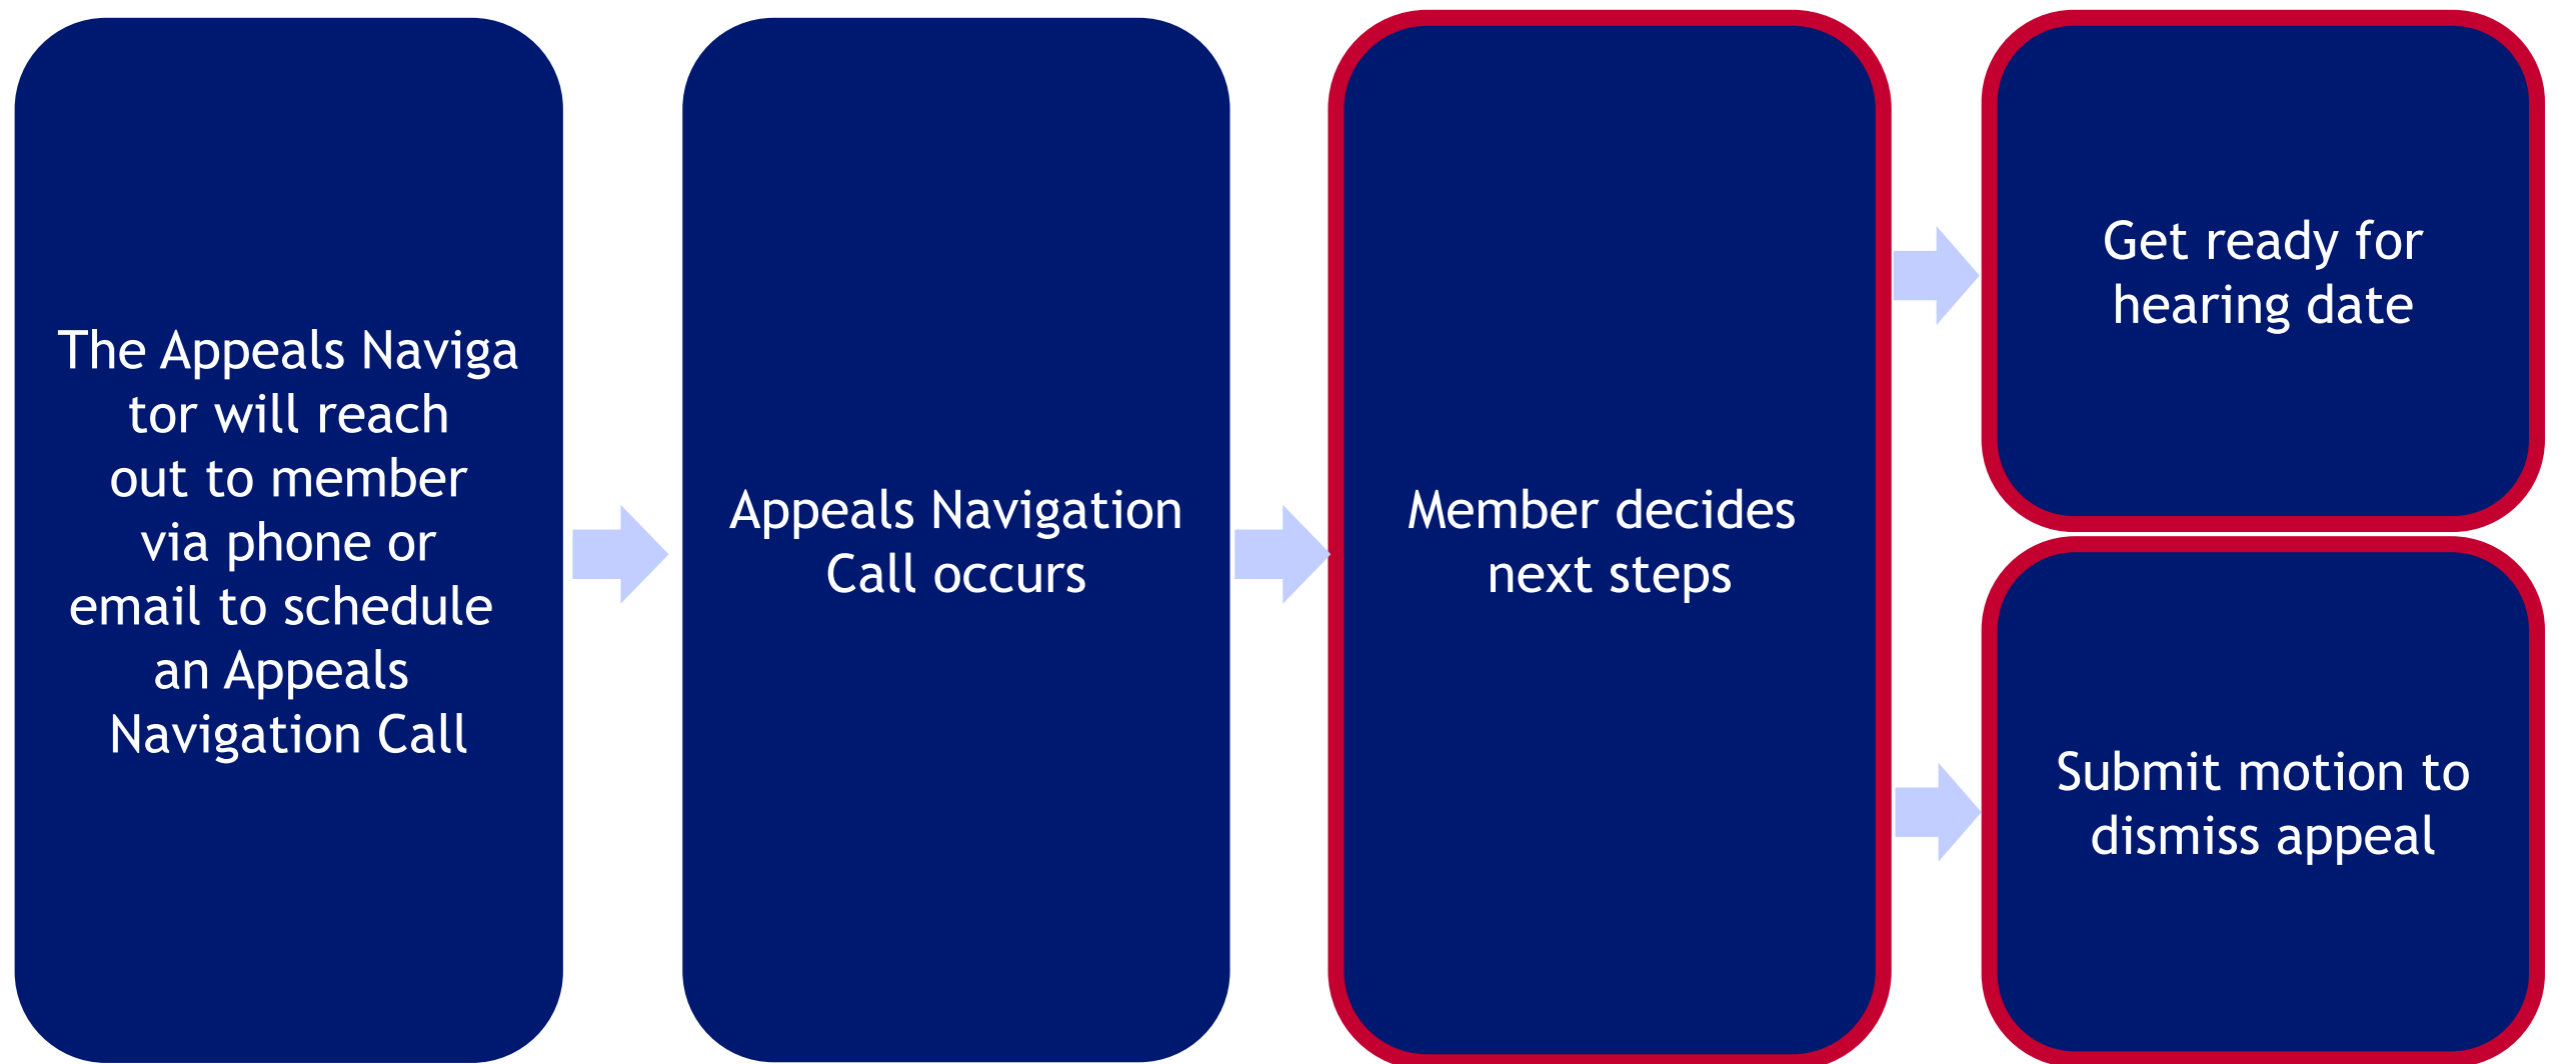 The Appeals Naviga
tor will reach
out to member
via phone or
email to schedule
an Appeals
Navigation Call
Appeals Navigation
Call occurs
Member decides
next steps
Get ready for
hearing date
Submit motion to
dismiss appeal